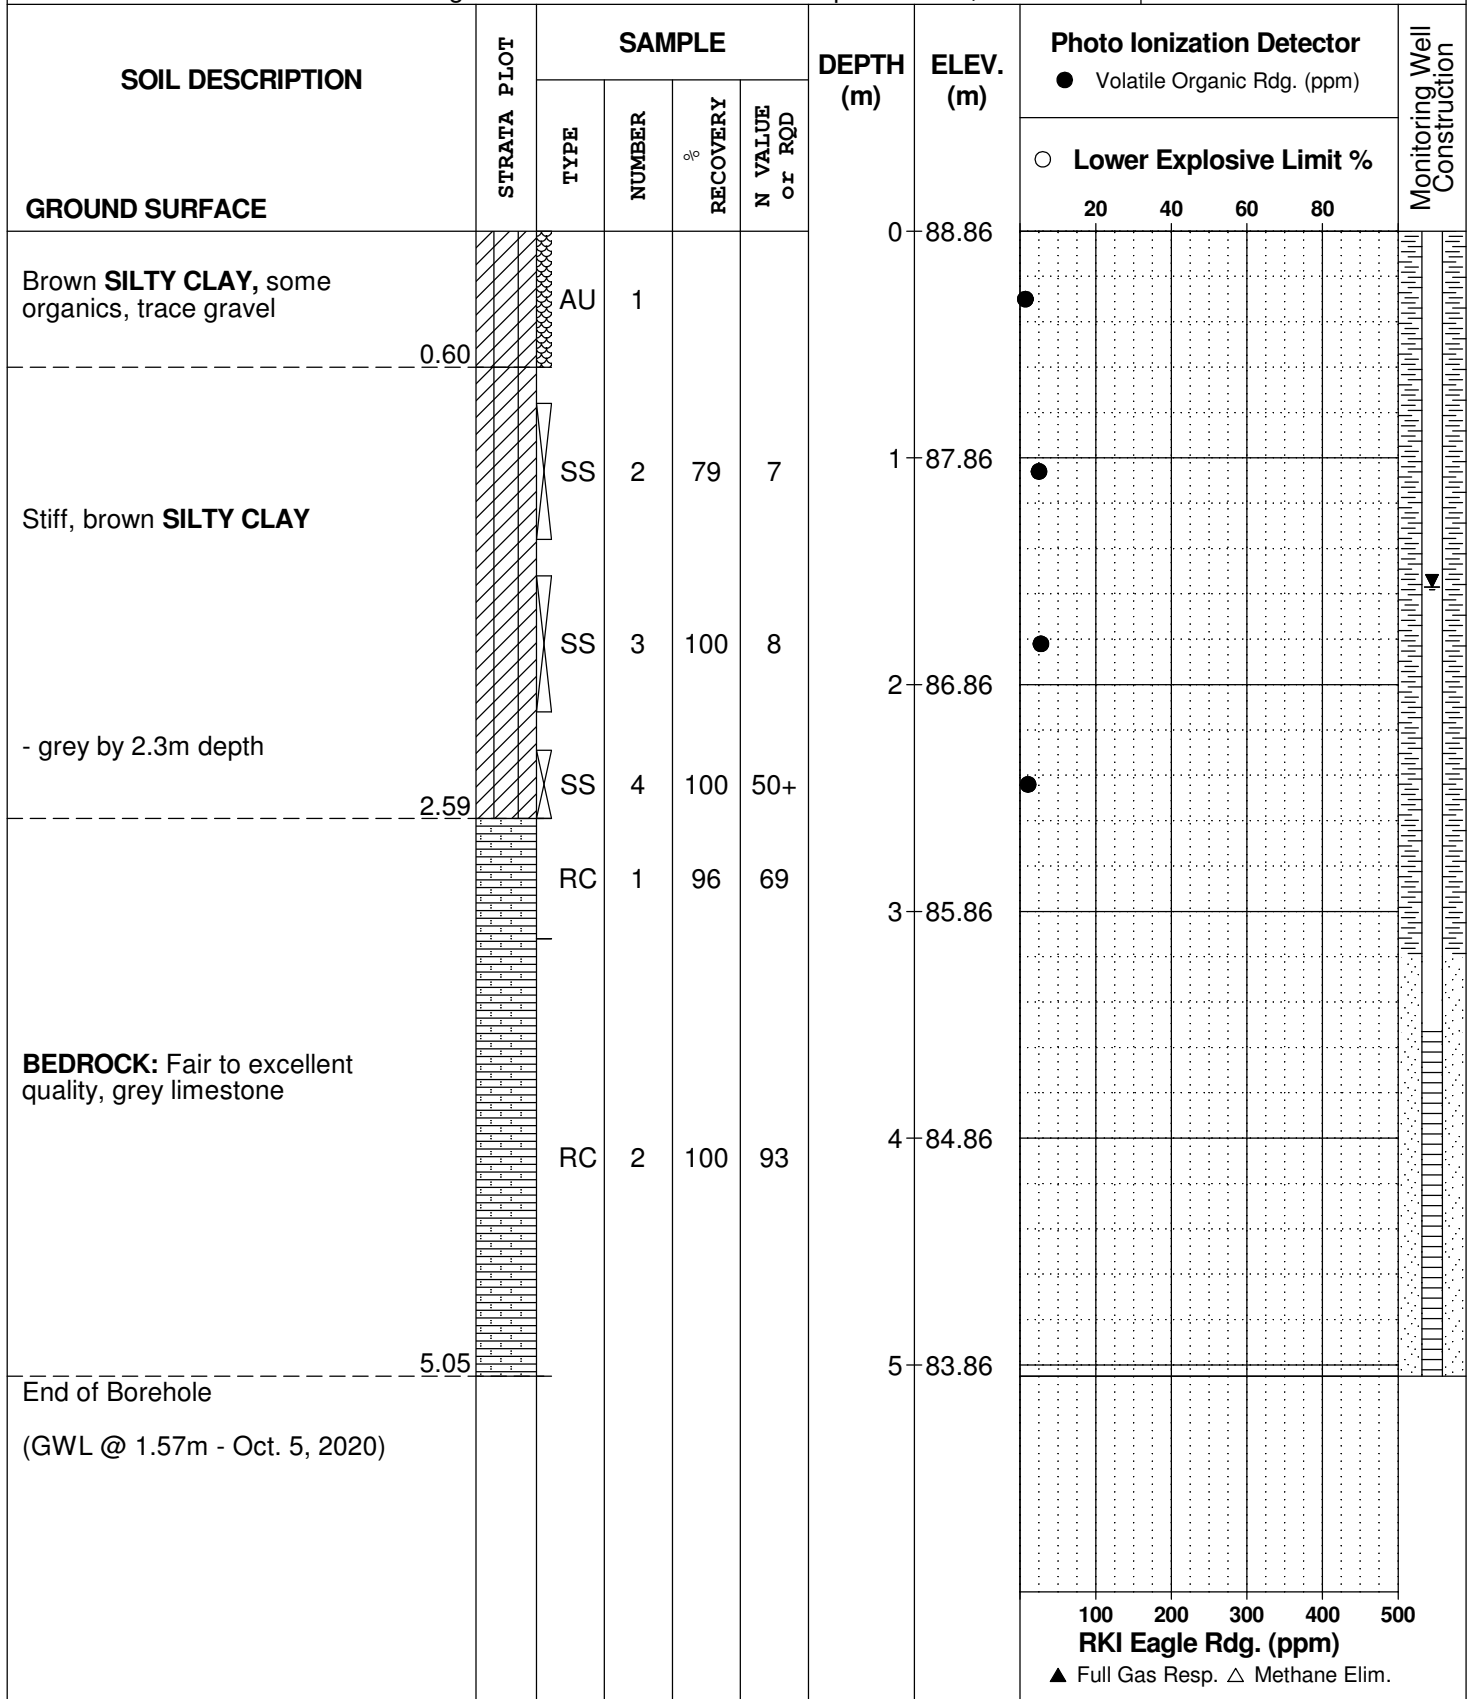 SOIL DESCRIPTION
GROUND SURFACE
STRATA PLOT
SAMPLE
TYPE
NUMBER
% RECOVERY
N VALUE or RQD
DEPTH (m)
ELEV. (m)
Photo Ionization Detector
● Volatile Organic Rdg. (ppm)
○ Lower Explosive Limit %
20 40 60 80
Monitoring Well Construction
0 88.86
Brown SILTY CLAY, some
organics, trace gravel
AU 1
0.60
1 87.86
SS 2 79 7
Stiff, brown SILTY CLAY
SS 3 100 8
2 86.86
- grey by 2.3m depth
SS 4 100 50+
2.59
RC 1 96 69
3 85.86
BEDROCK: Fair to excellent
quality, grey limestone
4 84.86
RC 2 100 93
5.05
5 83.86
End of Borehole
(GWL @ 1.57m - Oct. 5, 2020)
100 200 300 400 500
RKI Eagle Rdg. (ppm)
▲ Full Gas Resp. △ Methane Elim.